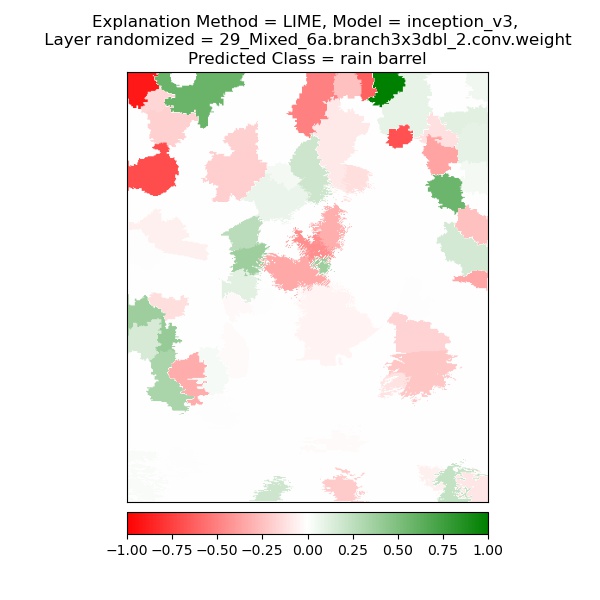 Explanation Method = LIME, Model = inception_v3,
Layer randomized = 29_Mixed_6a.branch3x3dbl_2.conv.weight
Predicted Class = rain barrel
−1.00 −0.75 −0.50 −0.25 0.00 0.25 0.50 0.75 1.00